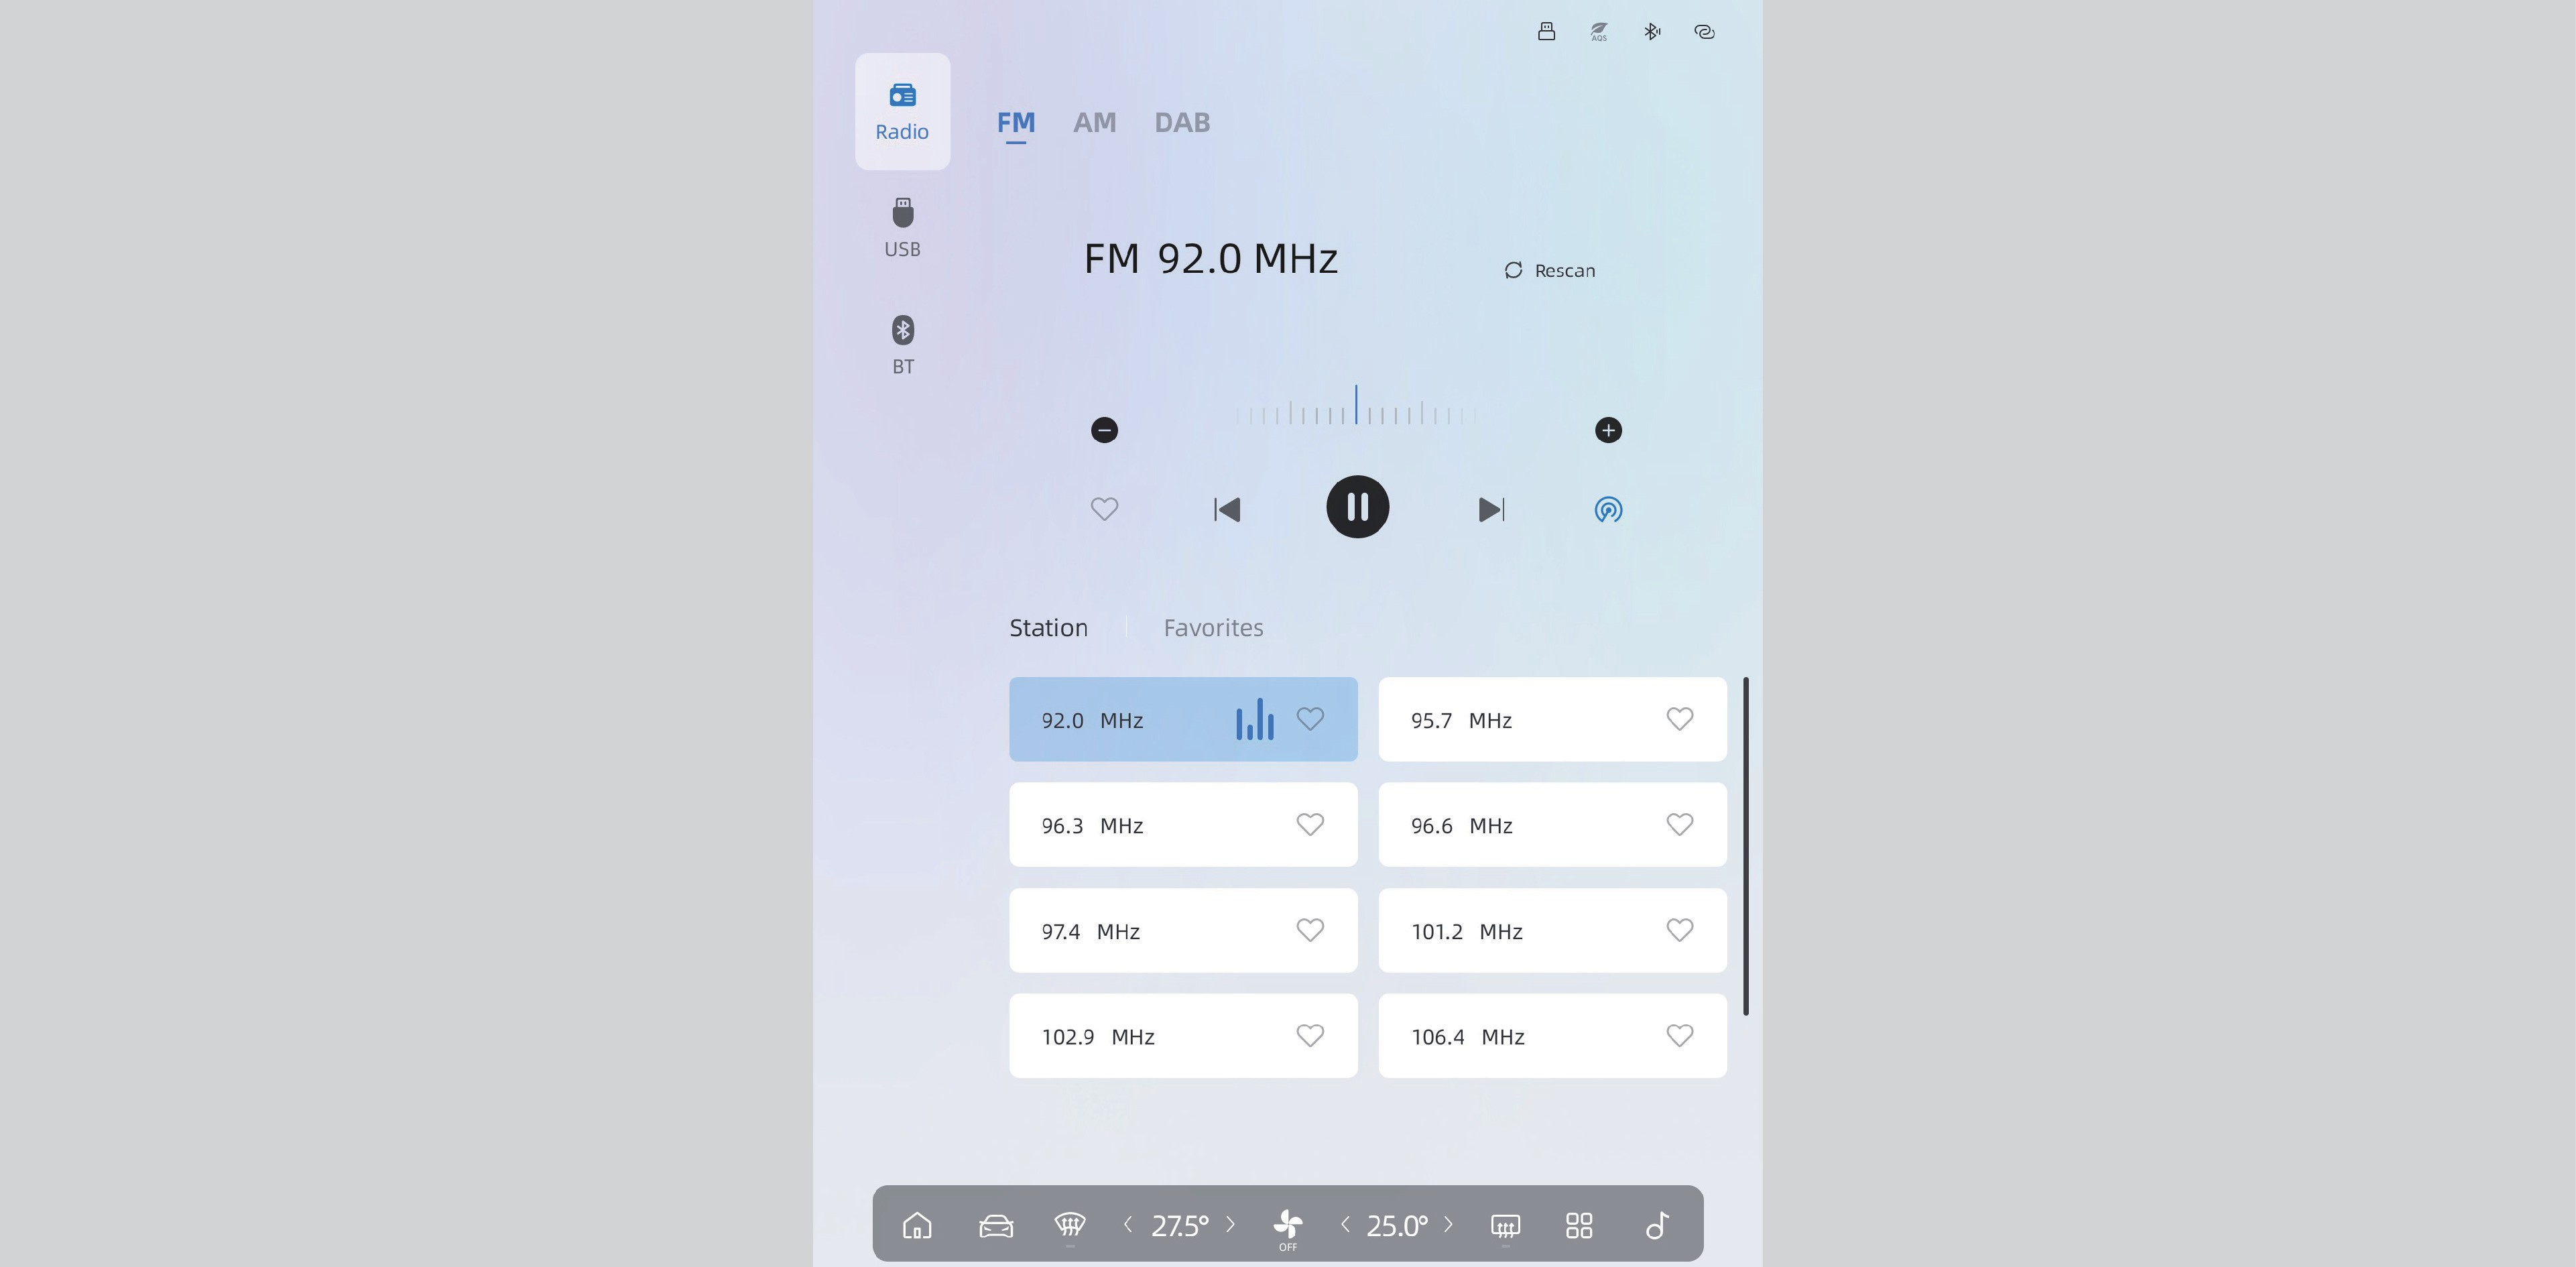 AQS
Radio
FM AM DAB
USB
FM 92.0 MHz
Rescan
BT
Station Favorites
92.0 MHz
95.7 MHz
96.3 MHz
96.6 MHz
97.4 MHz
101.2 MHz
102.9 MHz
106.4 MHz
27.5° OFF 25.0°